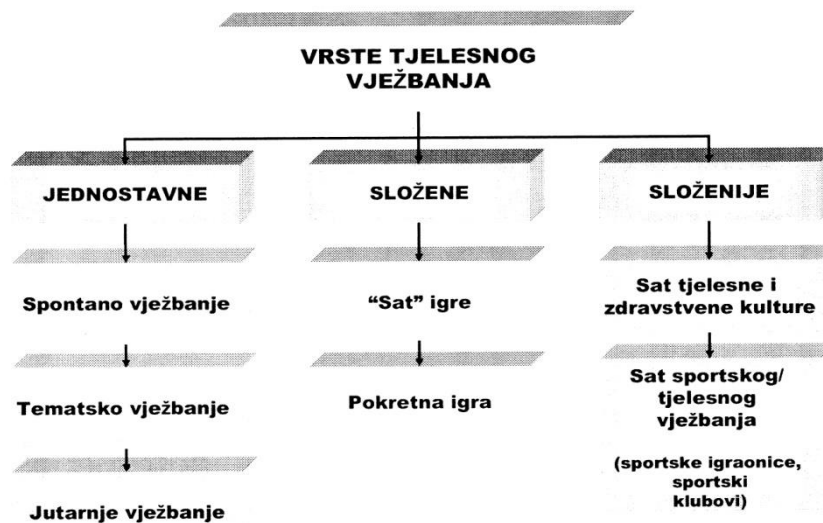 VRSTE TJELESNOG
VJEŽBANJA
JEDNOSTAVNE
SLOŽENE
SLOŽENIJE
Spontano vježbanje
“Sat” igre
Sat tjelesne i
zdravstvene kulture
Tematsko vježbanje
Pokretna igra
Sat sportskog/
tjelesnog
vježbanja
(sportske igraonice,
sportski
klubovi)
Jutarnje vježbanje